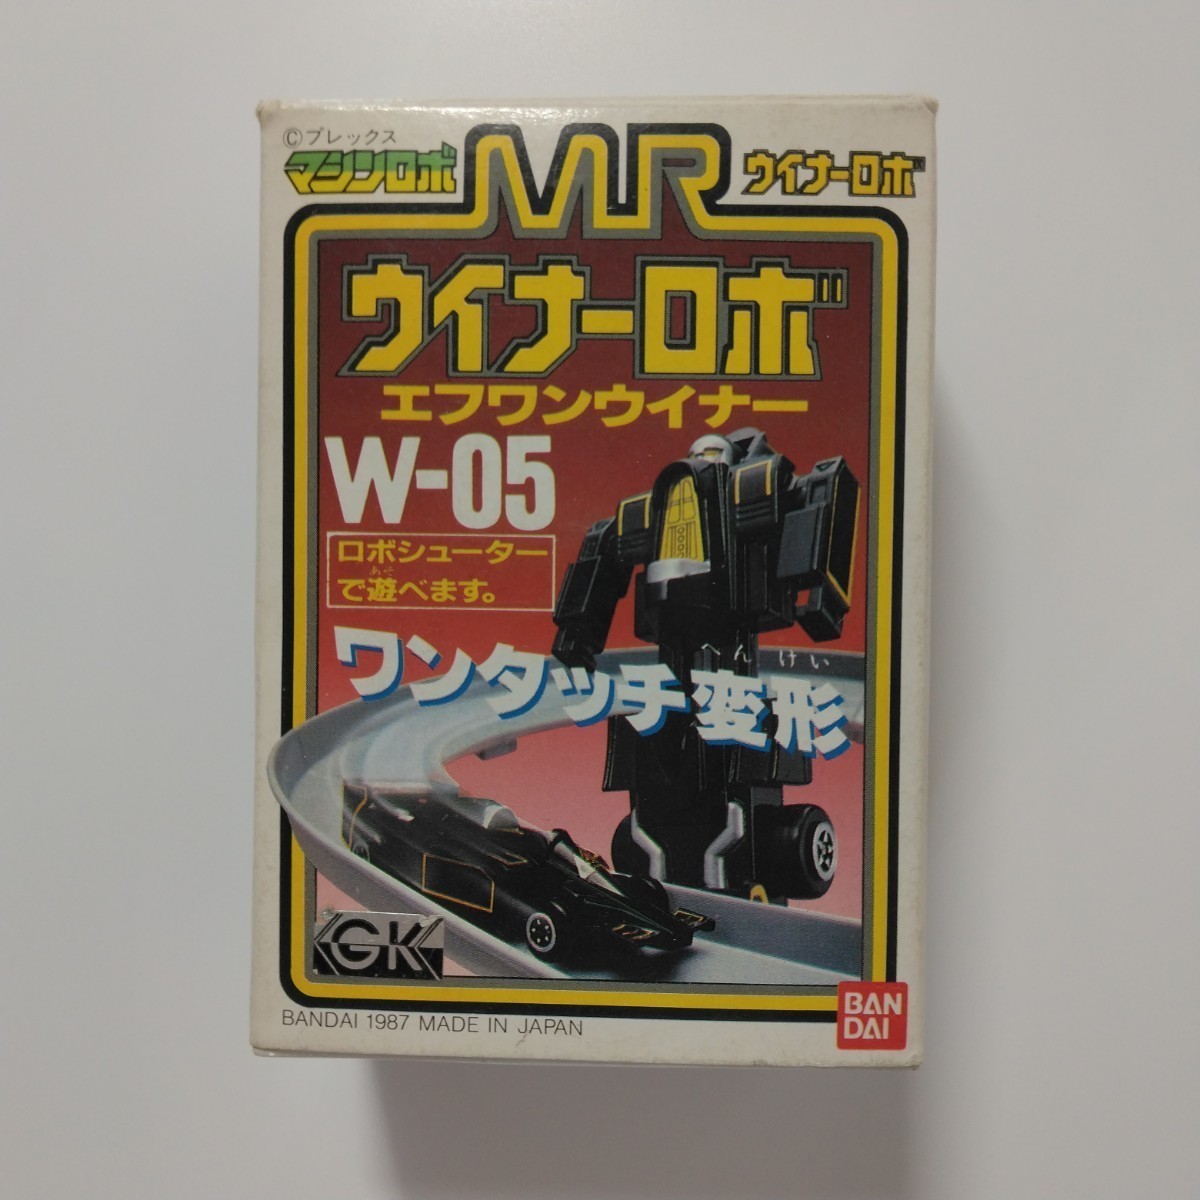 ©プレックス
マシンロボ
MR
ウイナーロボ
ウイナーロボ
エフワンウイナー
W-05
ロボシューター
あそ
で遊べます。
へんけい
ワンタッチ変形
GK
BAN
DAI
BANDAI 1987 MADE IN JAPAN